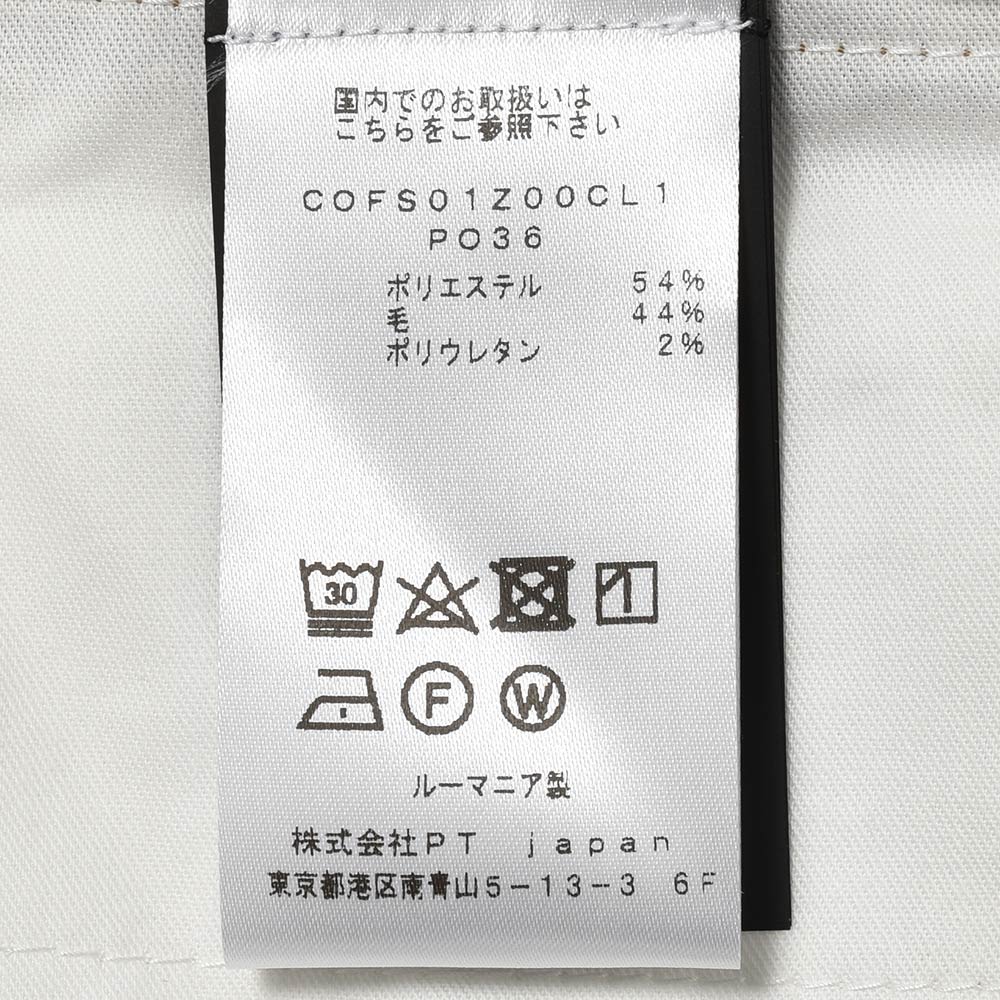 国内でのお取扱いは
こちらをご参照下さい
COFS01Z00CL1
PO36
ポリエステル 54%
毛 44%
ポリウレタン 2%
30
F W
ルーマニア製
株式会社PT japan
東京都港区南青山5-13-3 6F